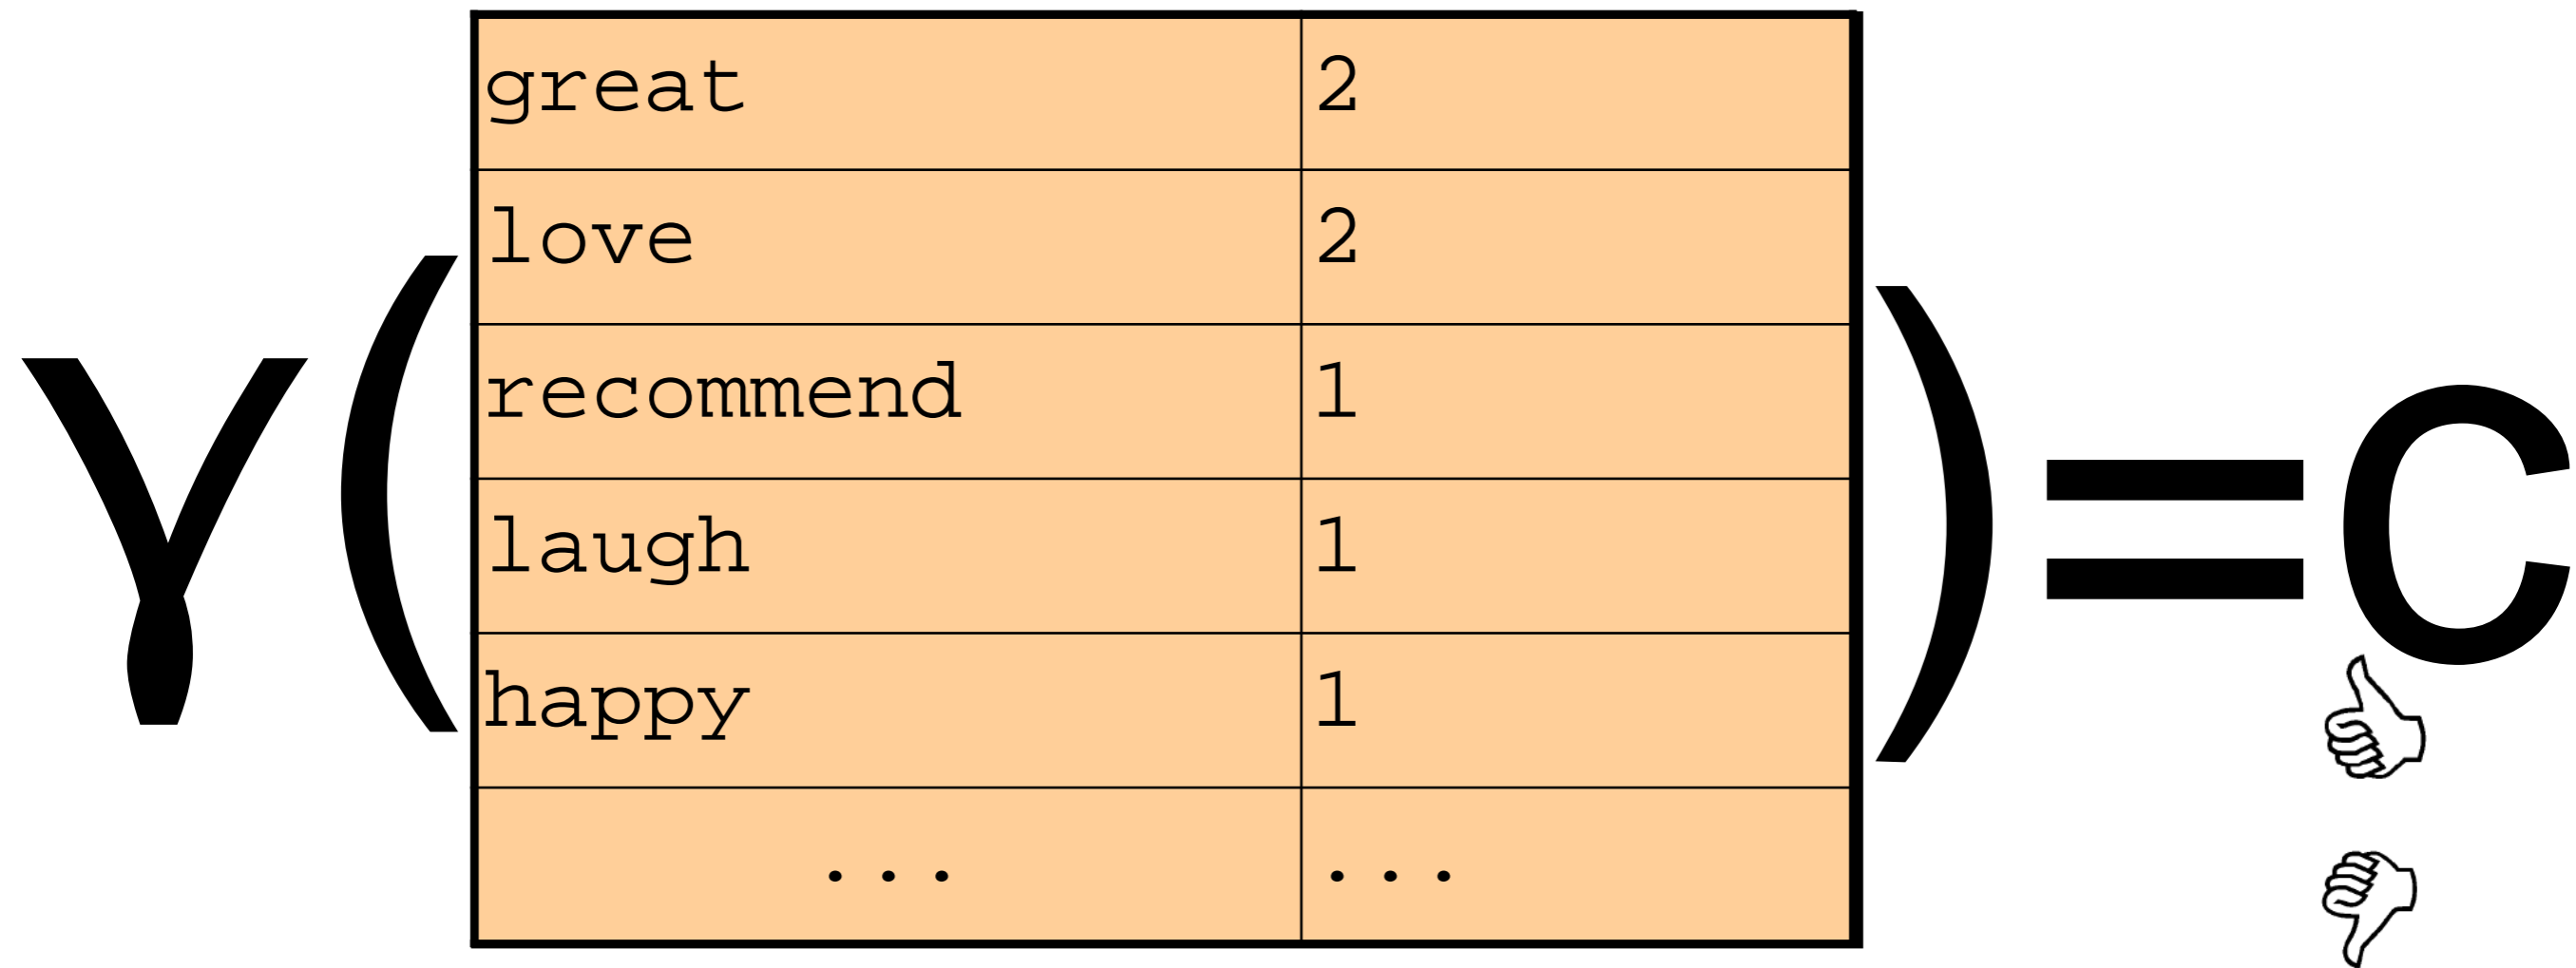 γ(
great 2
love 2
recommend 1
laugh 1
happy 1
... ...
)=c